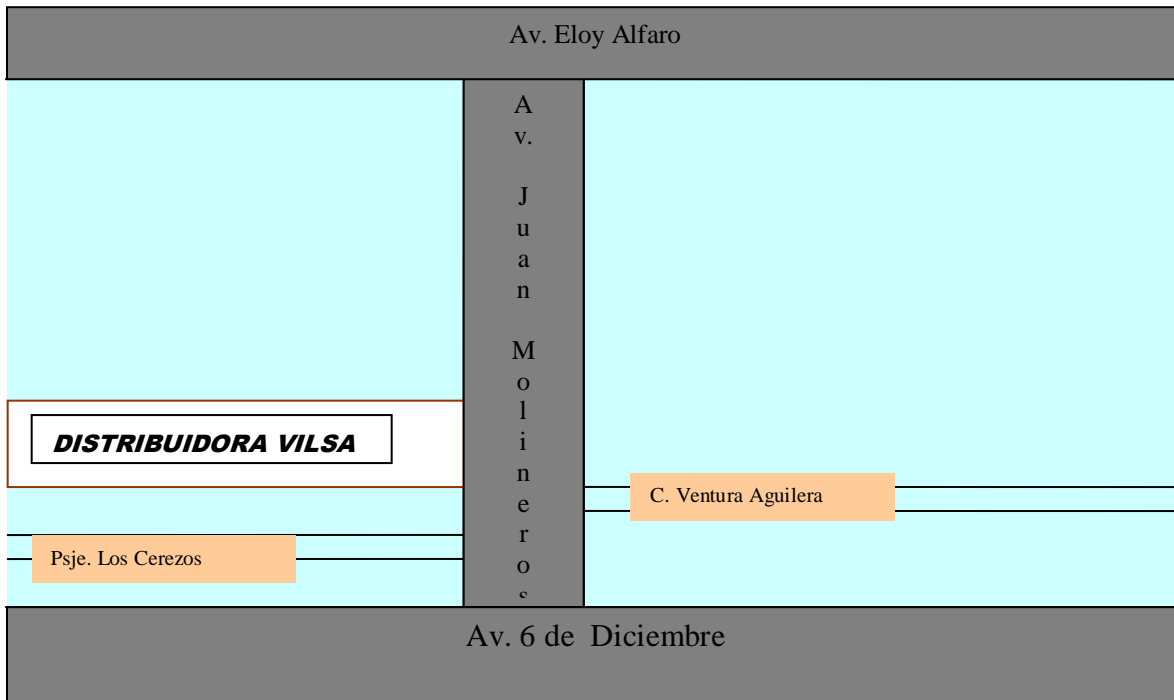 Av. Eloy Alfaro
Av. Juan Molineros
DISTRIBUIDORA VILSA
C. Ventura Aguilera
Psje. Los Cerezos
Av. 6 de Diciembre